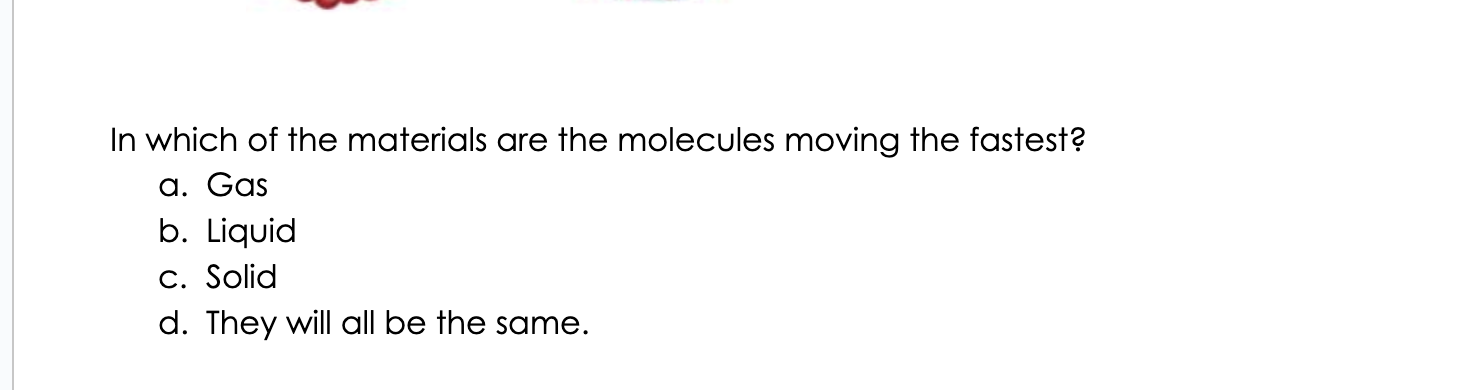 In which of the materials are the molecules moving the fastest?
a. Gas
b. Liquid
c. Solid
d. They will all be the same.